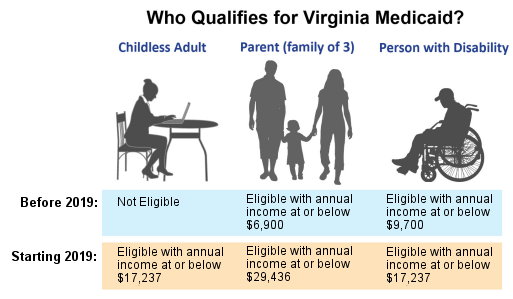 Who Qualifies for Virginia Medicaid?
Childless Adult
Parent (family of 3)
Person with Disability
Before 2019:
Not Eligible
Eligible with annual
income at or below
$6,900
Eligible with annual
income at or below
$9,700
Starting 2019:
Eligible with annual
income at or below
$17,237
Eligible with annual
income at or below
$29,436
Eligible with annual
income at or below
$17,237